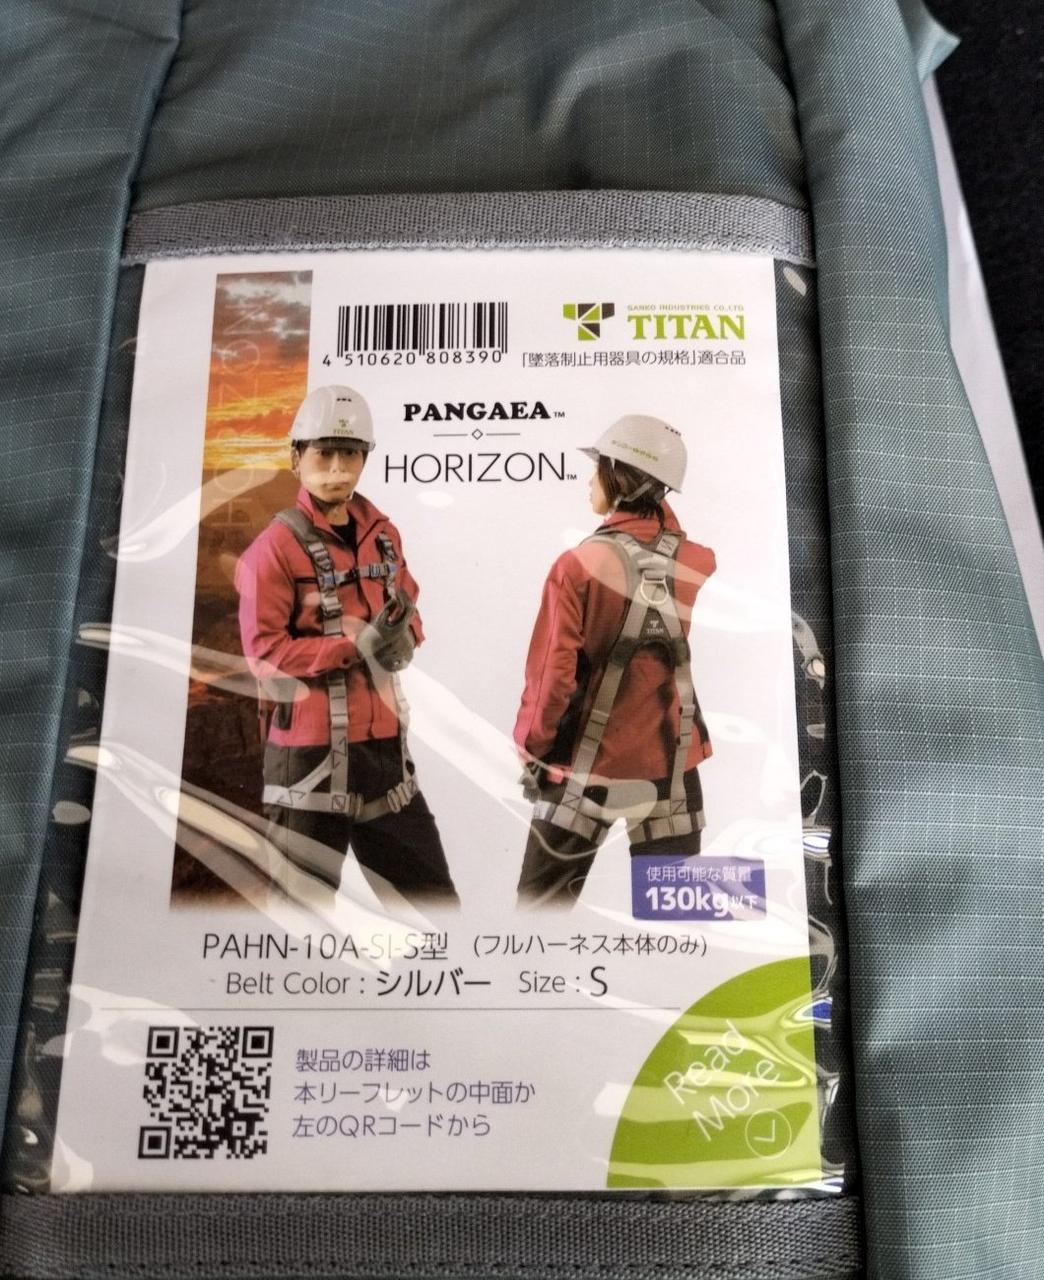 SANKO INDUSTRIES CO.,LTD
TITAN
4 510620 808390
「墜落制止用器具の規格」適合品
PANGAEA™
HORIZON™
HORIZON
TITAN
TITAN
使用可能な質量
130kg以下
PAHN-10A-SI-S型 (フルハーネス本体のみ)
Belt Color : シルバー Size : S
製品の詳細は
本リーフレットの中面か
左のQRコードから
Read
More